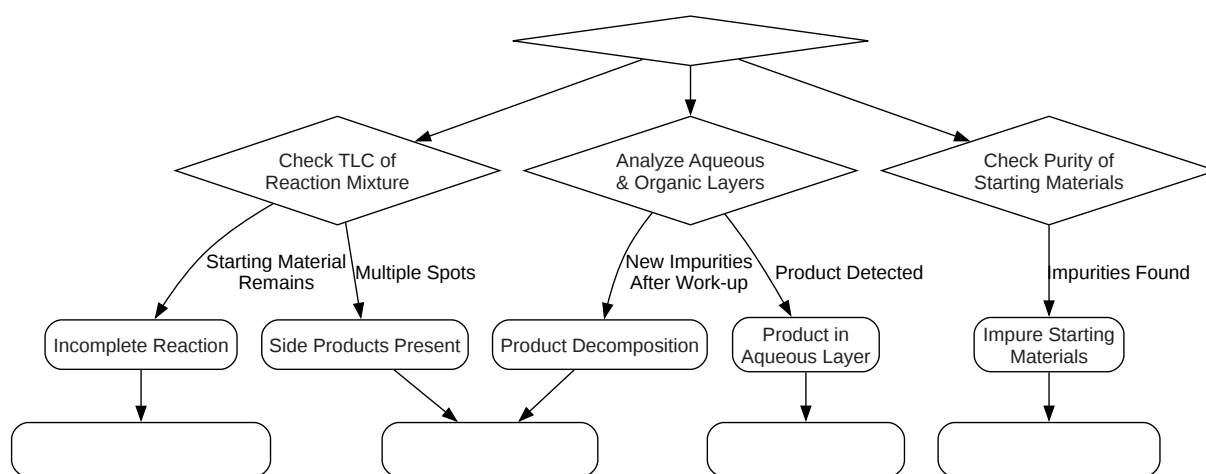 Check TLC of
Reaction Mixture
Analyze Aqueous
& Organic Layers
Check Purity of
Starting Materials
Starting Material
Remains
Multiple Spots
New Impurities
After Work-up
Product Detected
Impurities Found
Incomplete Reaction
Side Products Present
Product Decomposition
Product in
Aqueous Layer
Impure Starting
Materials